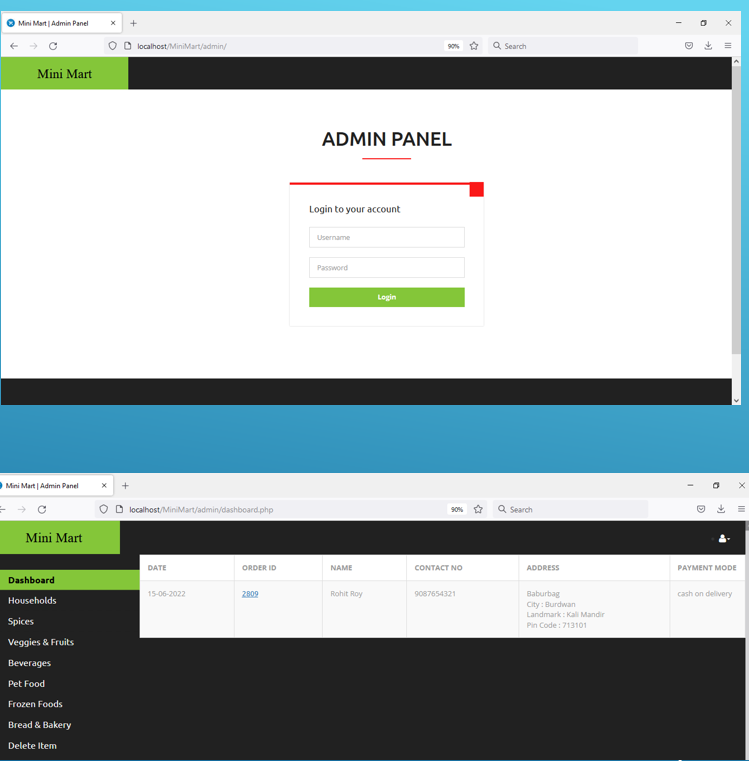 Mini Mart | Admin Panel
localhost/MiniMart/admin/
90%
Search
Mini Mart
ADMIN PANEL
Login to your account
Username
Password
Login
Mini Mart | Admin Panel
localhost/MiniMart/admin/dashboard.php
90%
Search
Mini Mart
DATE ORDER ID NAME CONTACT NO ADDRESS PAYMENT MODE
15-06-2022 2809 Rohit Roy 9087654321 Baburbag cash on delivery
City : Burdwan
Landmark : Kali Mandir
Pin Code : 713101
Dashboard
Households
Spices
Veggies & Fruits
Beverages
Pet Food
Frozen Foods
Bread & Bakery
Delete Item